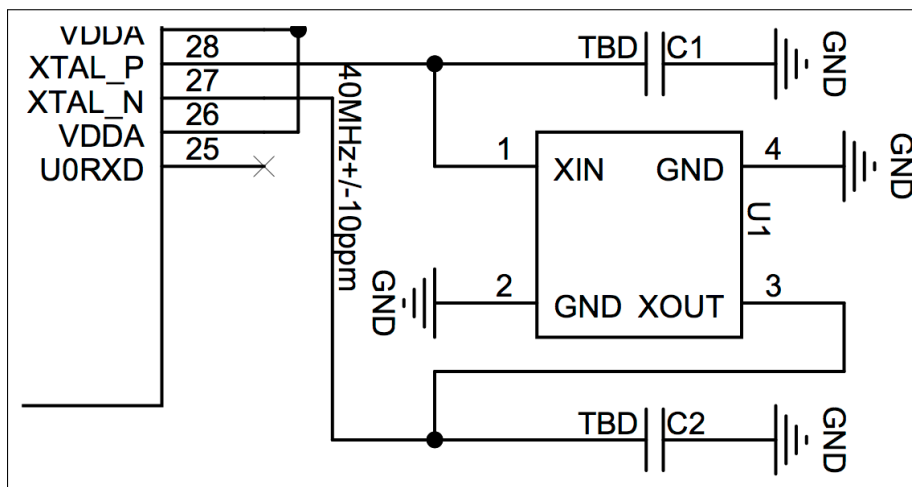 VDDA
28
XTAL_P
27
XTAL_N
26
VDDA
25
U0RXD
40MHz+/-10ppm
TBD C1
GND
1
XIN
GND
4
GND
U1
GND
2
GND
XOUT
3
TBD C2
GND